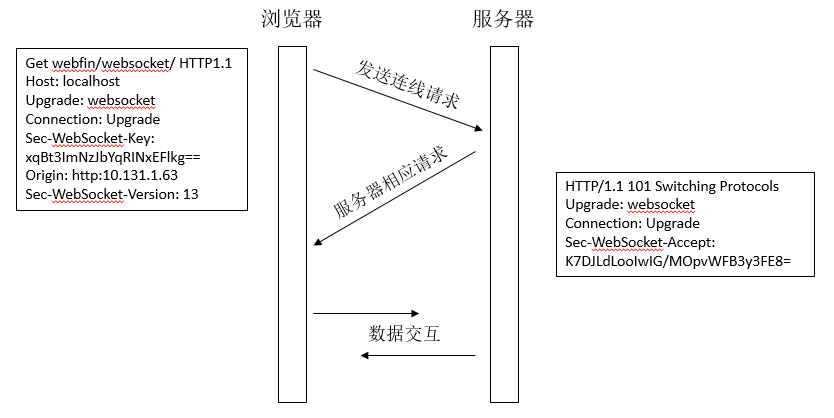 浏览器
服务器
Get webfin/websocket/ HTTP1.1
Host: localhost
Upgrade: websocket
Connection: Upgrade
Sec-WebSocket-Key:
xqBt3ImNzJbYqRINxEFlkg==
Origin: http:10.131.1.63
Sec-WebSocket-Version: 13
发送连线请求
服务器相应请求
HTTP/1.1 101 Switching Protocols
Upgrade: websocket
Connection: Upgrade
Sec-WebSocket-Accept:
K7DJLdLooIwIG/MOpvWFB3y3FE8=
数据交互